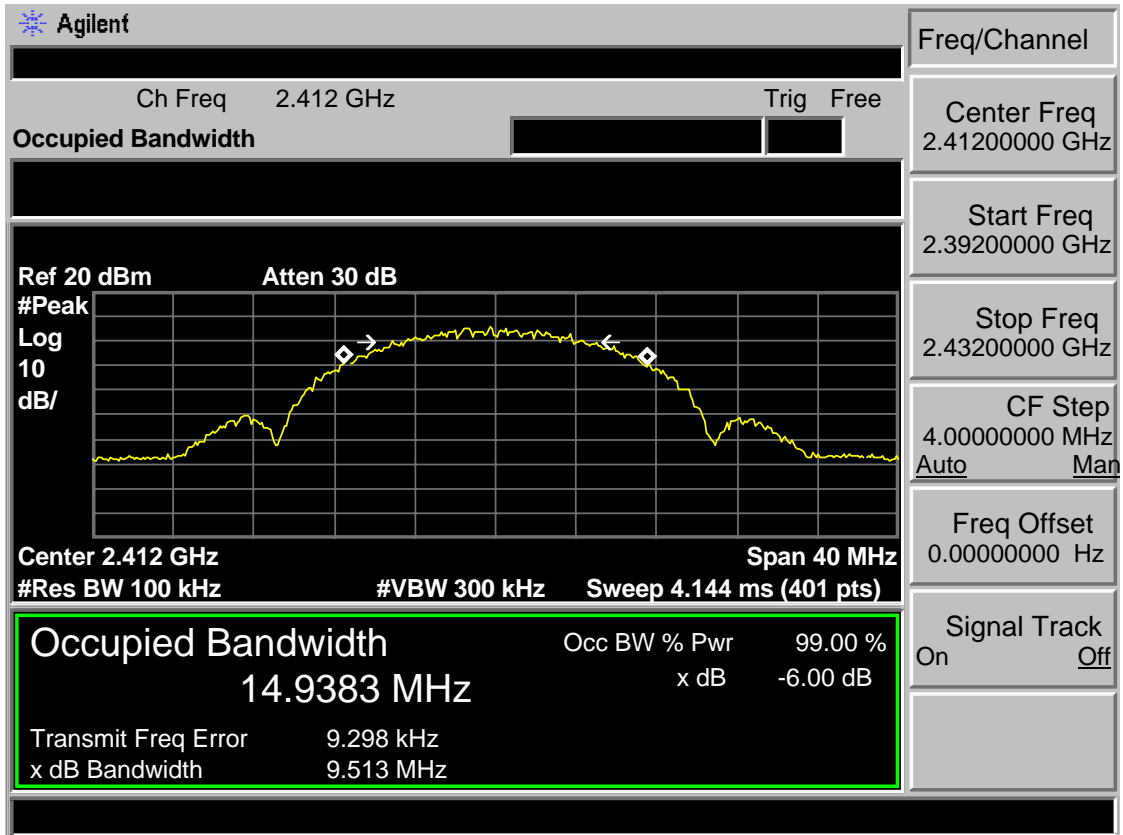 Agilent
Freq/Channel
Ch Freq 2.412 GHz Trig Free
Occupied Bandwidth
Center Freq
2.41200000 GHz
Start Freq
2.39200000 GHz
Stop Freq
2.43200000 GHz
CF Step
4.00000000 MHz
Auto Man
Freq Offset
0.00000000 Hz
Signal Track
On Off
Ref 20 dBm Atten 30 dB
#Peak
Log
10
dB/
Center 2.412 GHz Span 40 MHz
#Res BW 100 kHz #VBW 300 kHz Sweep 4.144 ms (401 pts)
Occupied Bandwidth Occ BW % Pwr 99.00 %
14.9383 MHz x dB -6.00 dB
Transmit Freq Error 9.298 kHz
x dB Bandwidth 9.513 MHz